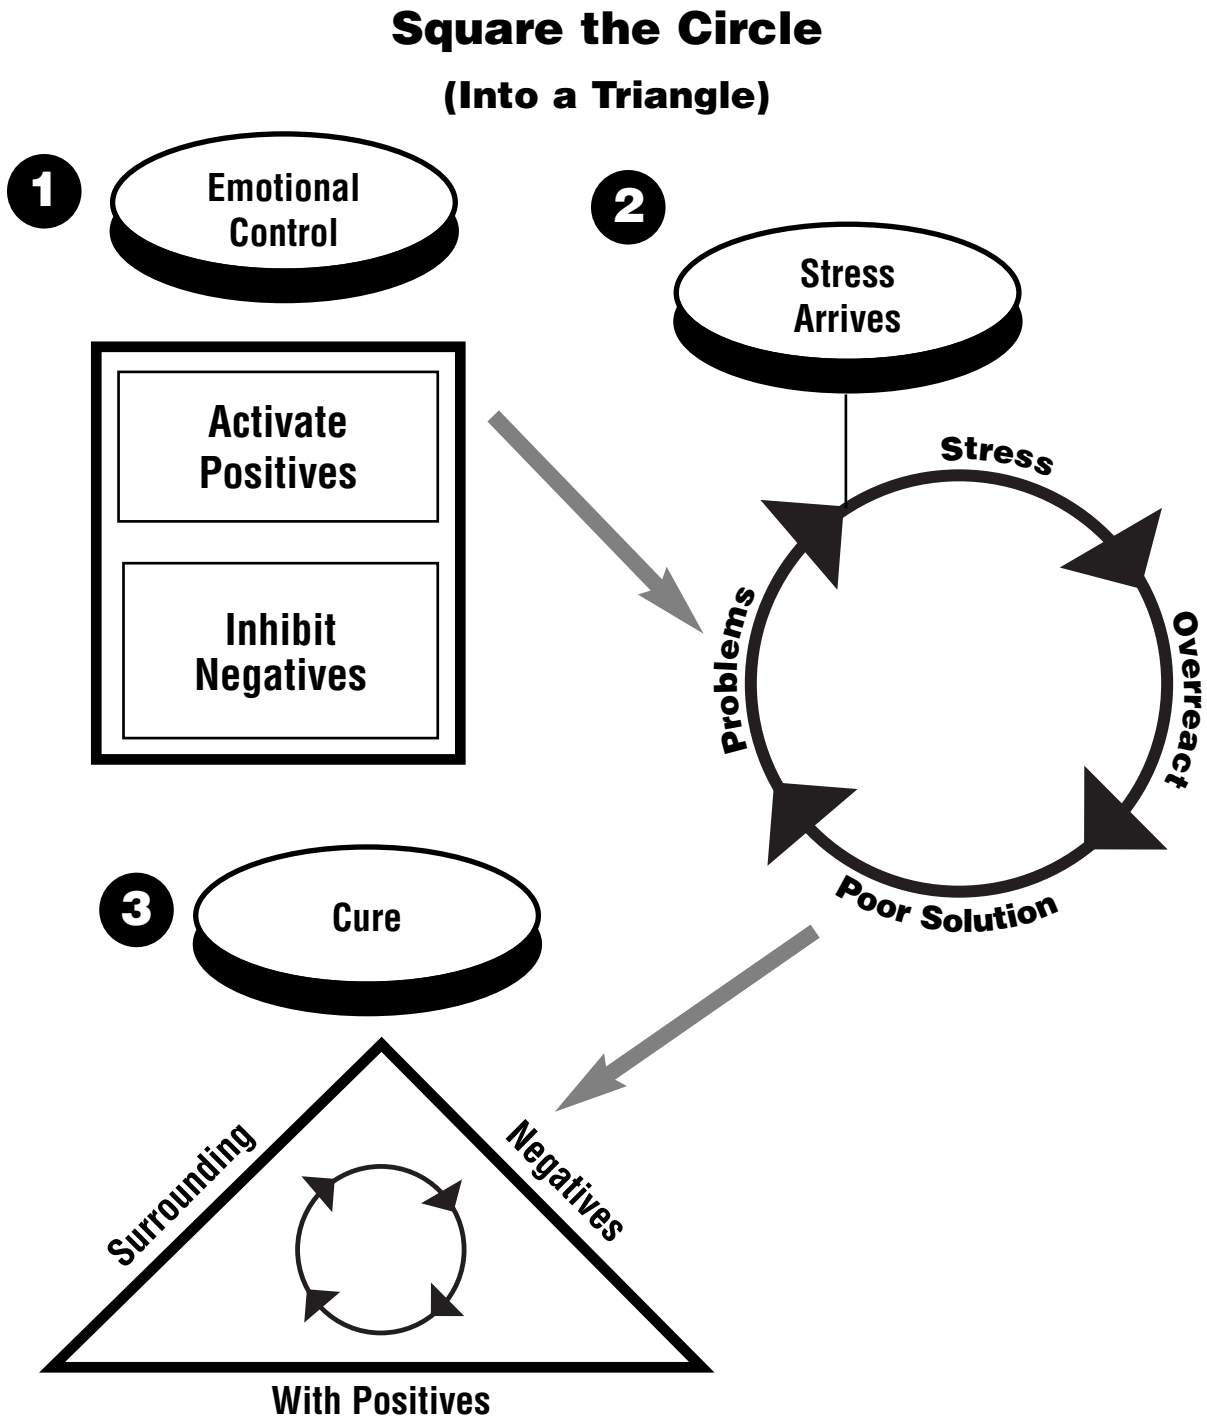 Square the Circle
(Into a Triangle)
1
Emotional
Control
Activate
Positives
Inhibit
Negatives
2
Stress
Arrives
Stress
Overreact
Poor Solution
Problems
3
Cure
Surrounding
Negatives
With Positives